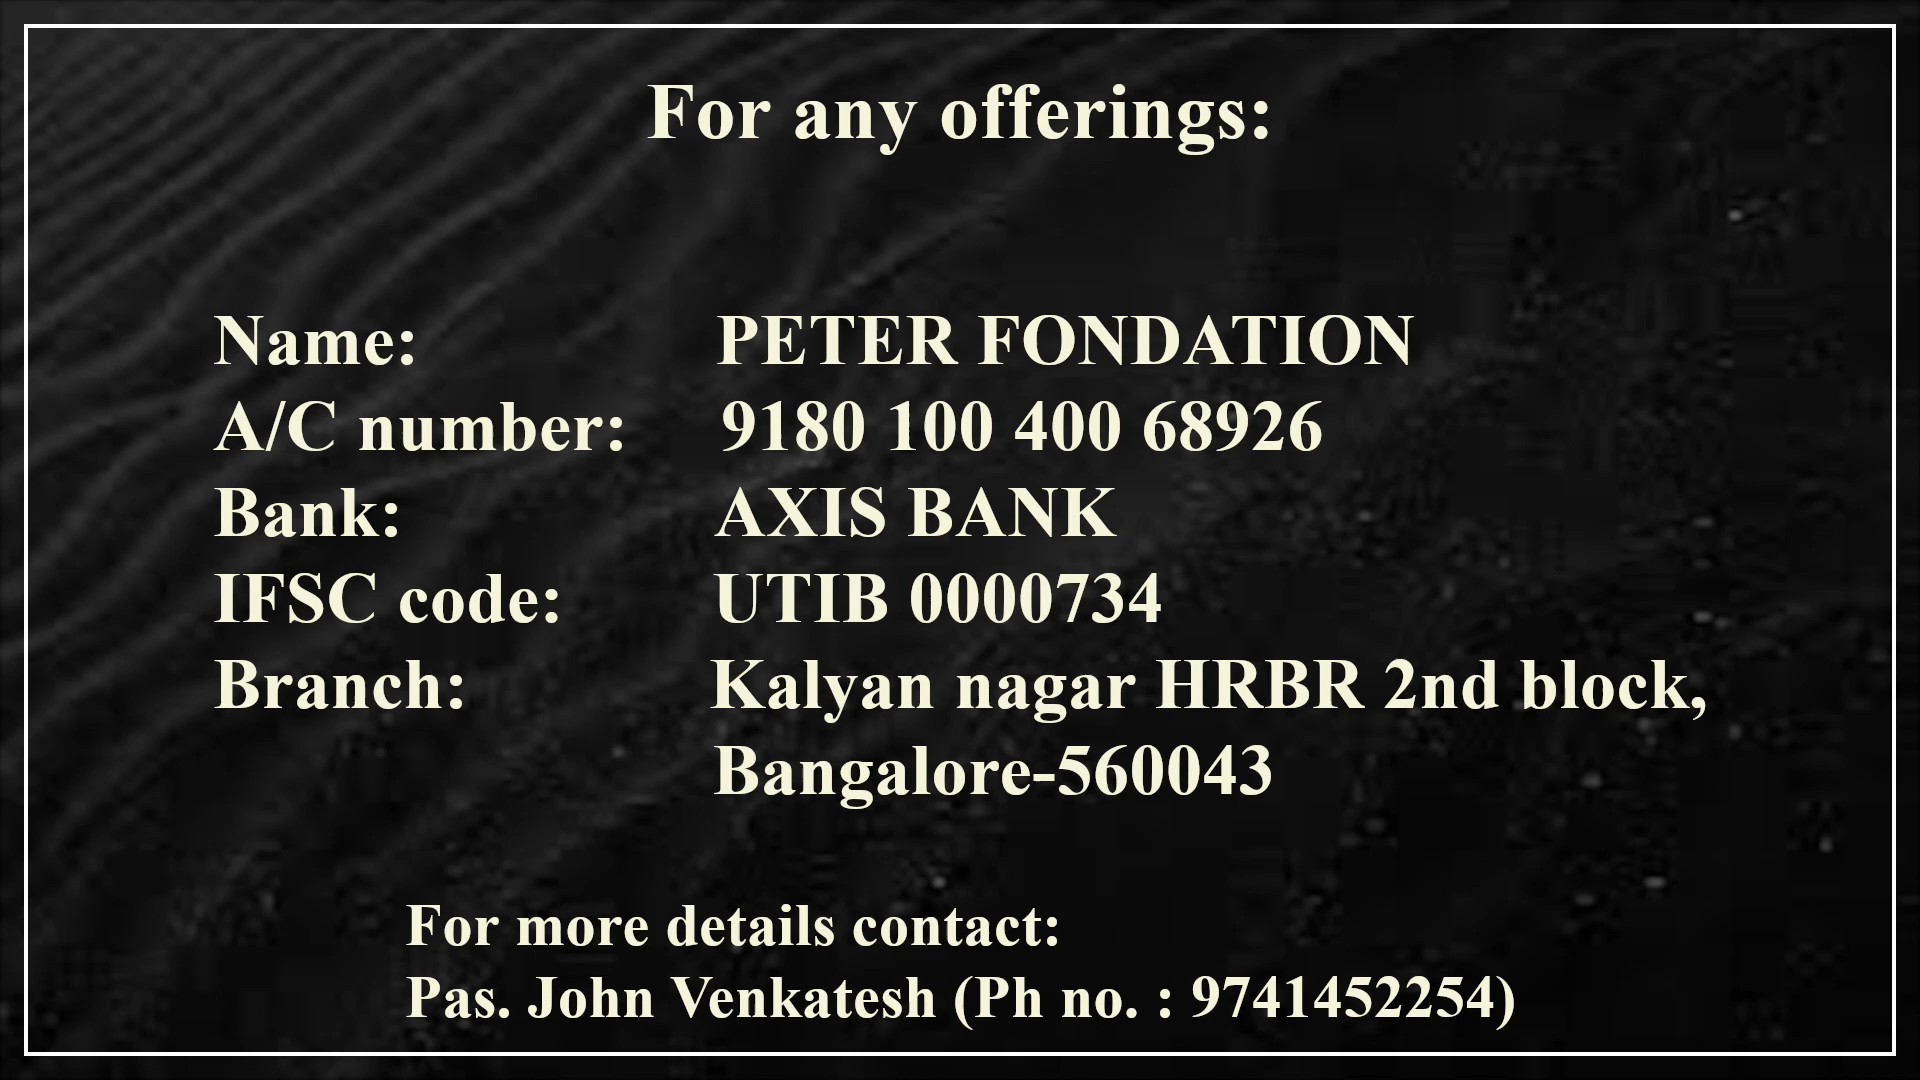 For any offerings:
Name: PETER FONDATION
A/C number: 9180 100 400 68926
Bank: AXIS BANK
IFSC code: UTIB 0000734
Branch: Kalyan nagar HRBR 2nd block,
Bangalore-560043
For more details contact:
Pas. John Venkatesh (Ph no. : 9741452254)